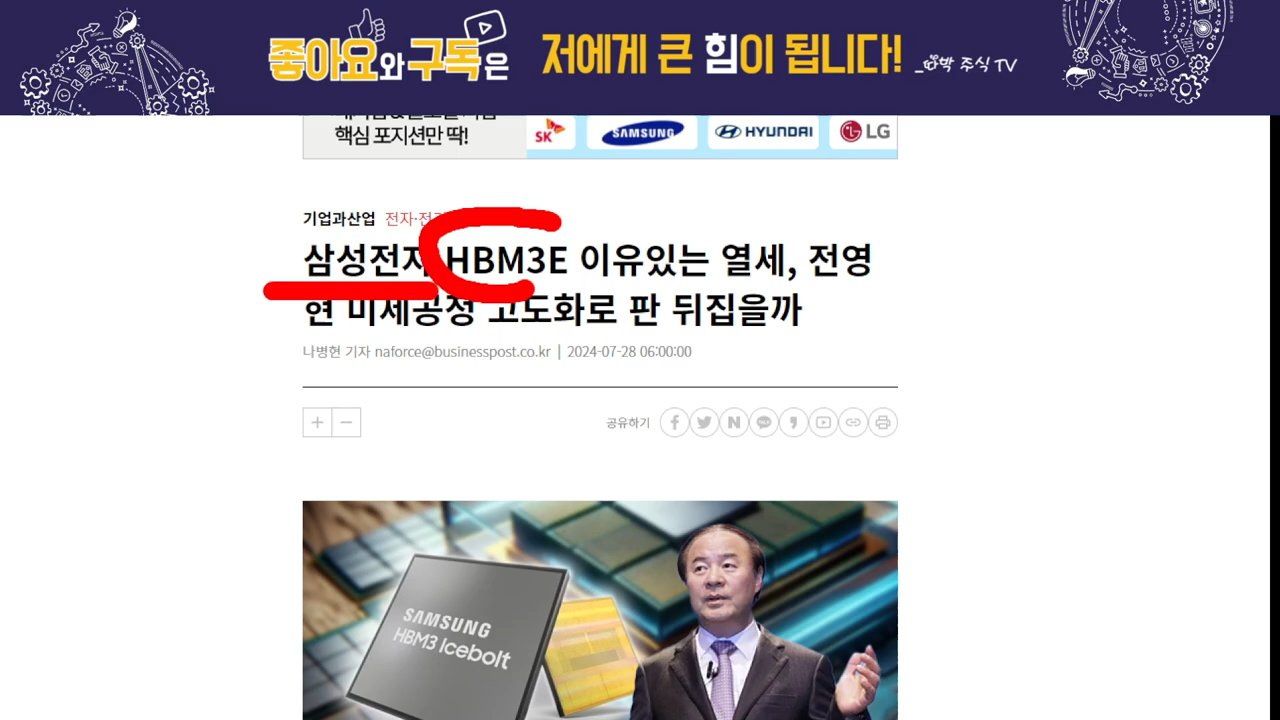 좋아요와 구독은 저에게 큰 힘이 됩니다!
주식 TV
핵심 포지션만 딱!
SK SAMSUNG HYUNDAI LG
기업과산업 전자·전
삼성전자 HBM3E 이유있는 열세, 전영
현 미세공정 고도화로 판 뒤집을까
나병현 기자 naforce@businesspost.co.kr | 2024-07-28 06:00:00
공유하기
SAMSUNG
HBM3 Icebolt